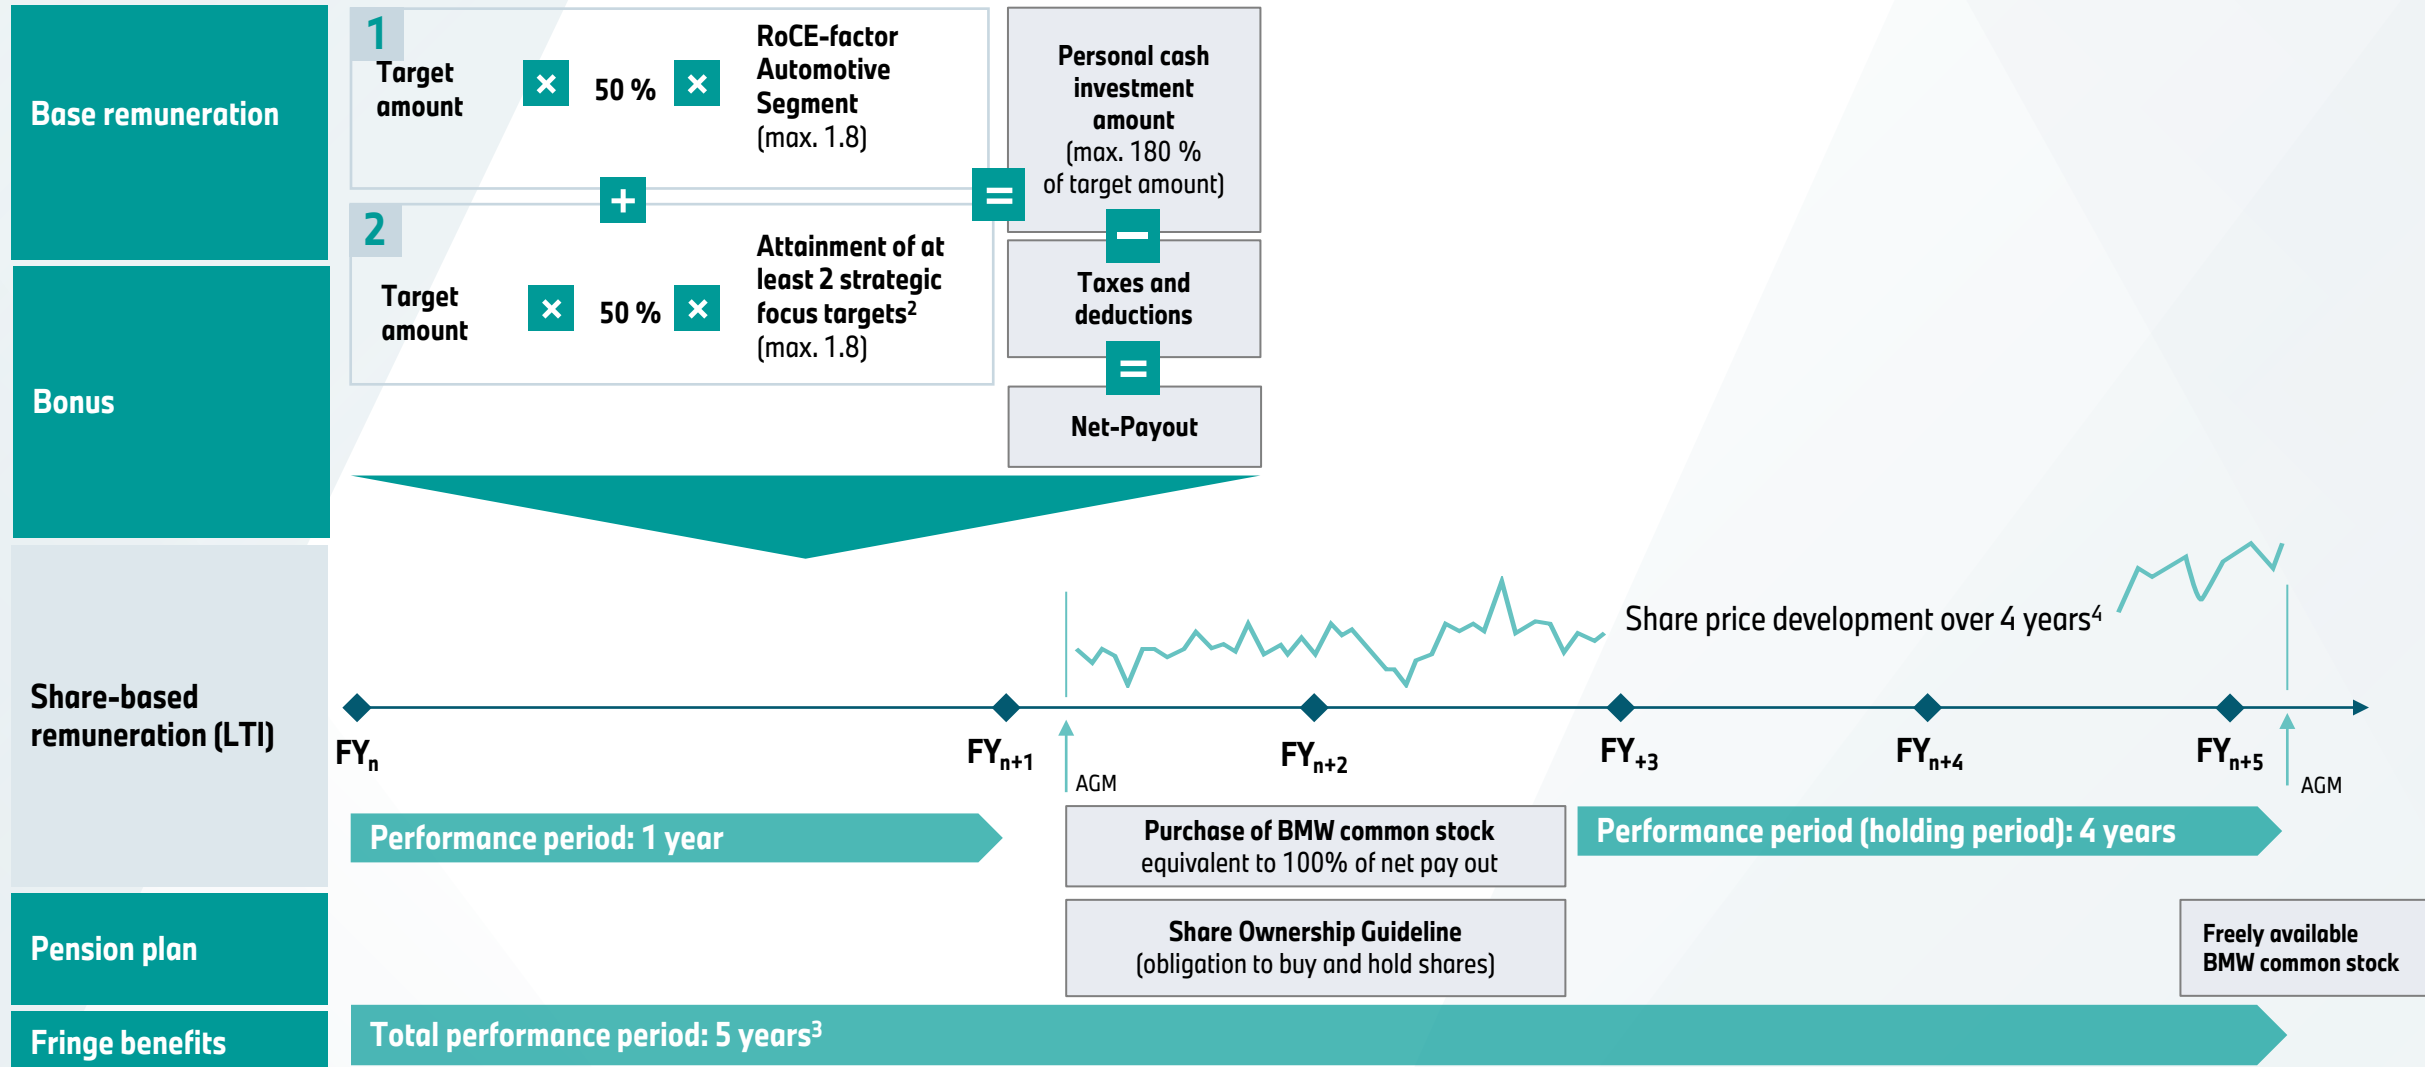 Base remuneration
Bonus
Share-based
remuneration (LTI)
Pension plan
Fringe benefits
1
Target
amount
×
50 %
×
RoCE-factor
Automotive
Segment
(max. 1.8)
+
2
Target
amount
×
50 %
×
Attainment of at
least 2 strategic
focus targets²
(max. 1.8)
=
Personal cash
investment
amount
(max. 180 %
of target amount)
−
Taxes and
deductions
=
Net-Payout
Share price development over 4 years⁴
FYn
FYn+1
AGM
FYn+2
FY+3
FYn+4
FYn+5
AGM
Performance period: 1 year
Purchase of BMW common stock
equivalent to 100% of net pay out
Performance period (holding period): 4 years
Share Ownership Guideline
(obligation to buy and hold shares)
Freely available
BMW common stock
Total performance period: 5 years³